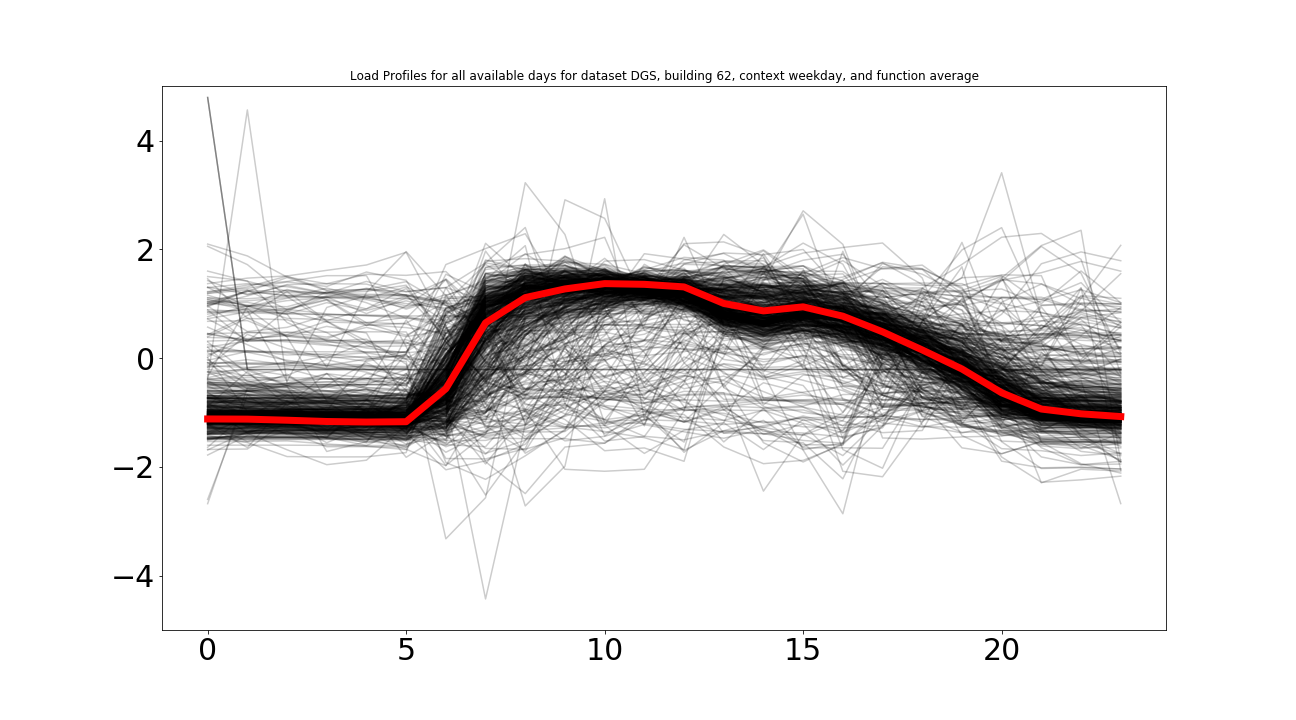 Load Profiles for all available days for dataset DGS, building 62, context weekday, and function average
4
2
0
−2
−4
0 5 10 15 20